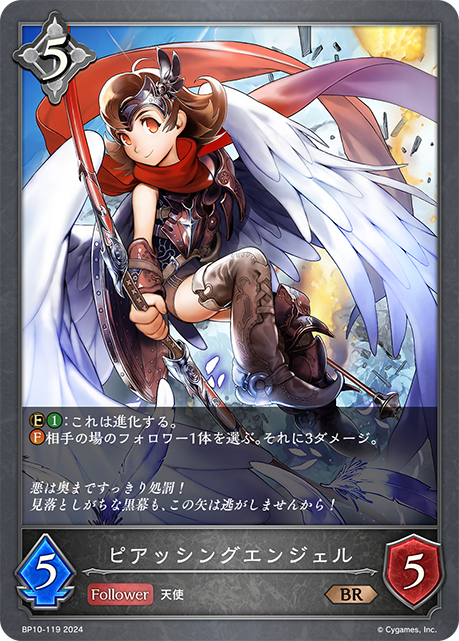 5
E 1：これは進化する。
F 相手の場のフォロワー1体を選ぶ。それに3ダメージ。
悪は奥まですっきり処罰！
見落としがちな黒幕も、この矢は逃がしませんから！
ピアッシングエンジェル
5
Follower 天使
BR
5
BP10-119 2024
© Cygames, Inc.